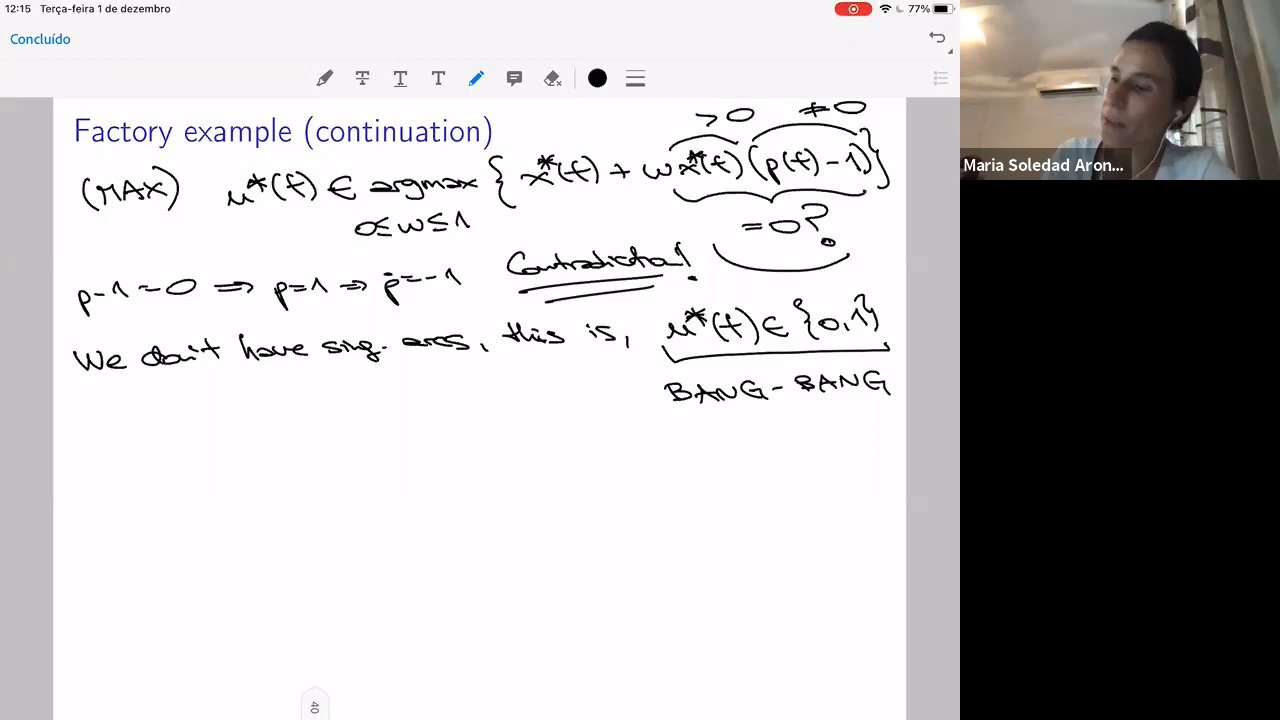 12:15 Terça-feira 1 de dezembro 77%
Concluído
Factory example (continuation)
> 0 ≠ 0
(MAX) u*(t) ∈ argmax { x*(t) + w x*(t) (p(t) - 1) }
0 ≤ w ≤ 1
= 0 ?
p - 1 = 0 ⇒ p = 1 ⇒ ṗ = -1 Contradiction!
We don't have sing. arcs, this is, u*(t) ∈ {0,1}
BANG-BANG
40
Maria Soledad Aron...